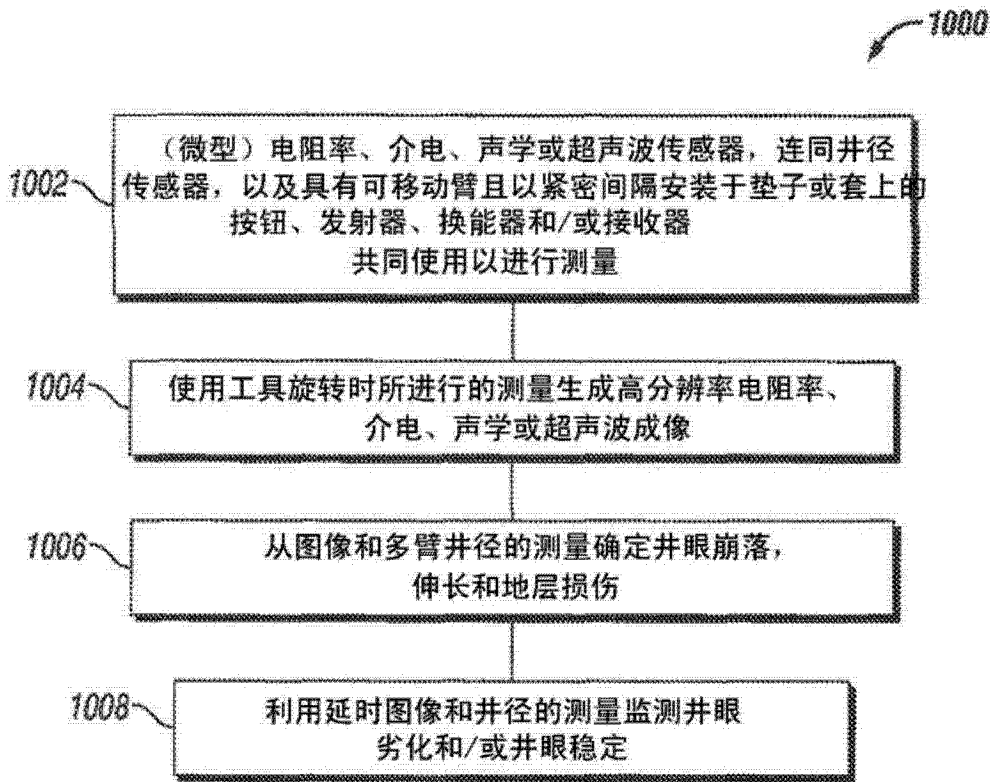 1000
1002
（微型）电阻率、介电、声学或超声波传感器，连同井径
传感器，以及具有可移动臂且以紧密间隔安装于垫子或套上的
按钮、发射器、换能器和/或接收器
共同使用以进行测量
1004
使用工具旋转时所进行的测量生成高分辨率电阻率、
介电、声学或超声波成像
1006
从图像和多臂井径的测量确定井眼崩落，
伸长和地层损伤
1008
利用延时图像和井径的测量监测井眼
劣化和/或井眼稳定